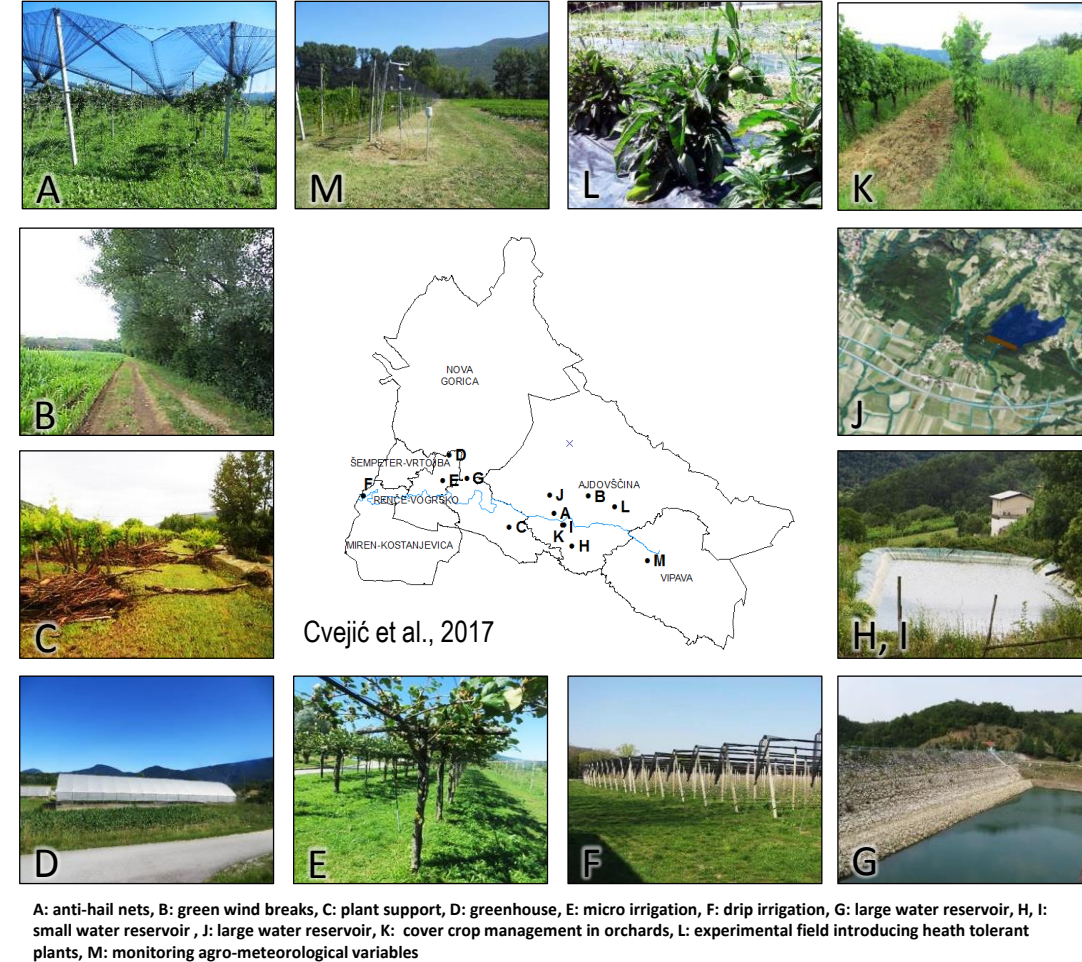 A
M
L
K
B
J
NOVA
GORICA
D
ŠEMPETER-VRTOJBA
E
G
F
RENČE-VOGRSKO
AJDOVŠČINA
J
B
A
L
C
I
K
H
MIREN-KOSTANJEVICA
M
VIPAVA
C
Cvejić et al., 2017
H, I
D
E
F
G
A: anti-hail nets, B: green wind breaks, C: plant support, D: greenhouse, E: micro irrigation, F: drip irrigation, G: large water reservoir, H, I:
small water reservoir , J: large water reservoir, K: cover crop management in orchards, L: experimental field introducing heath tolerant
plants, M: monitoring agro-meteorological variables